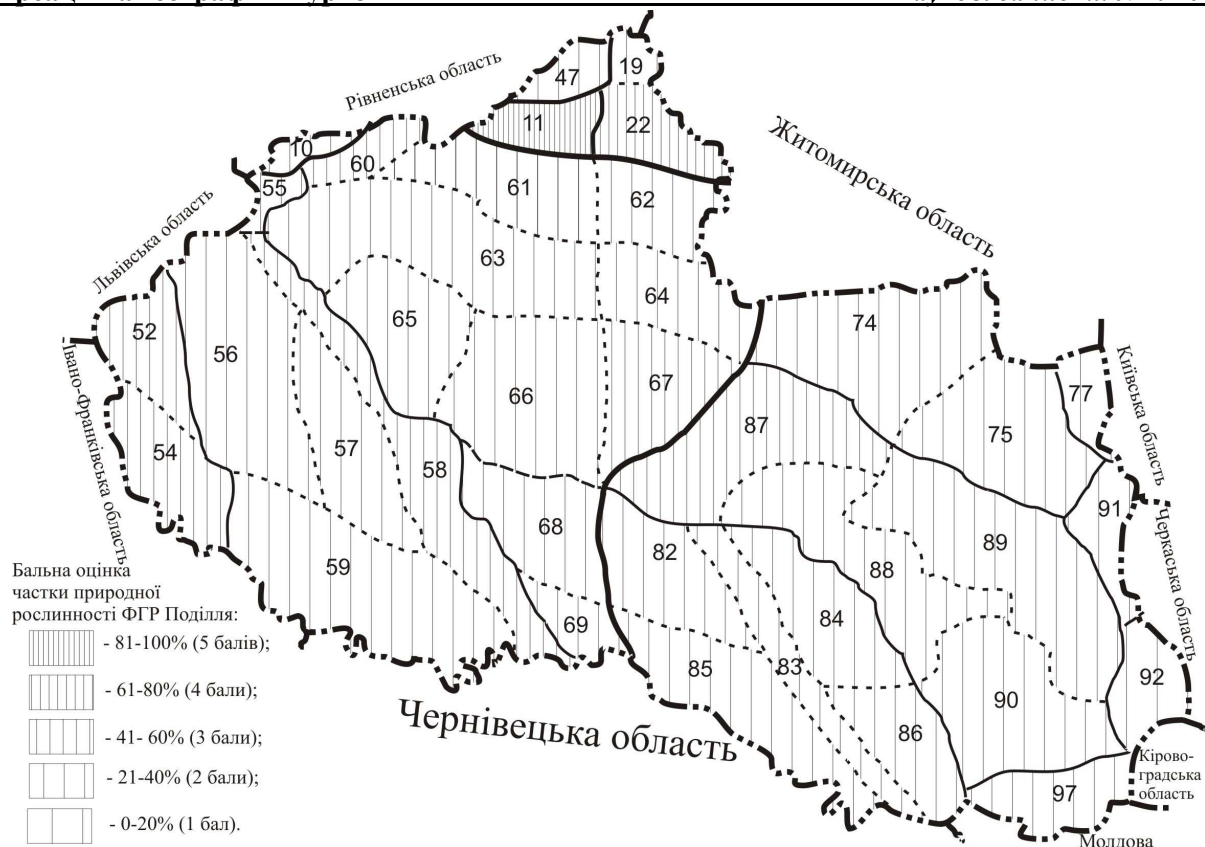 Рівненська область
Житомирська область
Львівська область
Івано-Франківська область
Київська область
Черкаська область
47
19
11
22
10
60
55
61
62
63
64
65
74
52
56
66
67
87
77
75
54
57
58
68
91
82
89
88
59
84
69
85
83
92
90
86
97
Бальна оцінка
частки природної
рослинності ФГР Поділля:
- 81-100% (5 балів);
- 61-80% (4 бали);
- 41- 60% (3 бали);
- 21-40% (2 бали);
- 0-20% (1 бал).
Чернівецька область
Кірово-
градська
область
Молдова